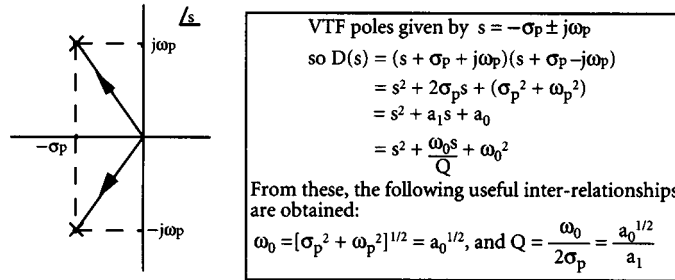 s
jωp
−σp
−jωp
VTF poles given by s = −σp ± jωp
so D(s) = (s + σp + jωp)(s + σp −jωp)
= s² + 2σps + (σp² + ωp²)
= s² + a₁s + a₀
= s² + ω₀s/Q + ω₀²
From these, the following useful inter-relationships
are obtained:
ω₀ = [σp² + ωp²]^1/2 = a₀^1/2, and Q = ω₀/2σp = a₀^1/2/a₁